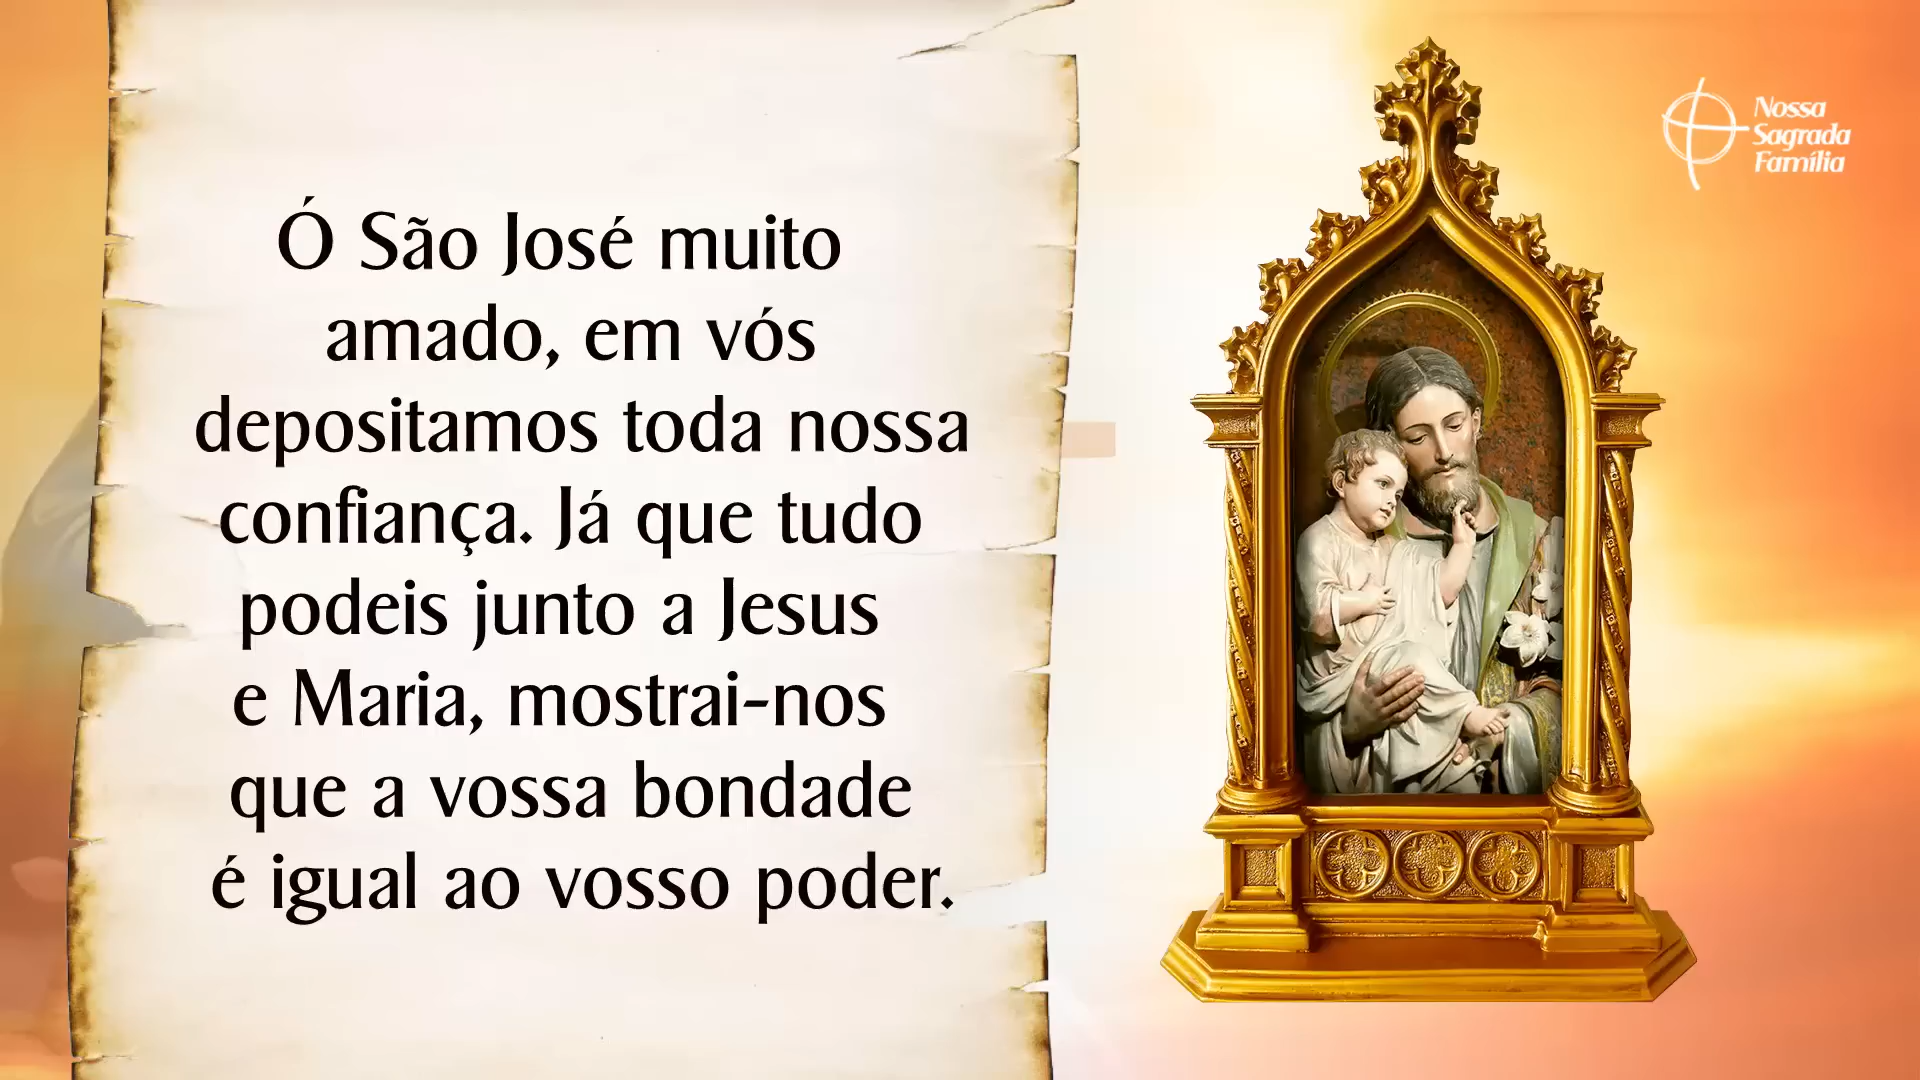 Ó São José muito
amado, em vós
depositamos toda nossa
confiança. Já que tudo
podeis junto a Jesus
e Maria, mostrai-nos
que a vossa bondade
é igual ao vosso poder.
Nossa
Sagrada
Família